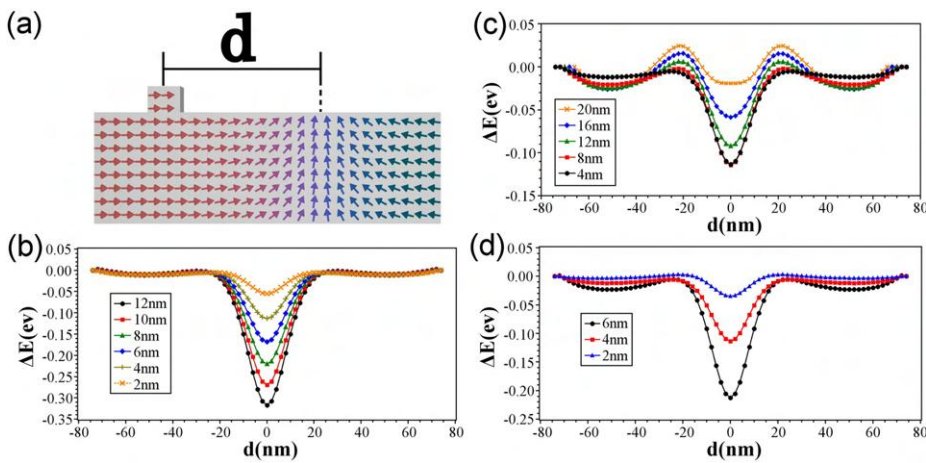 (a)
d
(b)
ΔE(ev)
0.05
0.00
-0.05
-0.10
-0.15
-0.20
-0.25
-0.30
-0.35
12nm
10nm
8nm
6nm
4nm
2nm
-80 -60 -40 -20 0 20 40 60 80
d(nm)
(c)
ΔE(ev)
0.05
0.00
-0.05
-0.10
-0.15
20nm
16nm
12nm
8nm
4nm
-80 -60 -40 -20 0 20 40 60 80
d(nm)
(d)
ΔE(ev)
0.05
0.00
-0.05
-0.10
-0.15
-0.20
-0.25
6nm
4nm
2nm
-80 -60 -40 -20 0 20 40 60 80
d(nm)